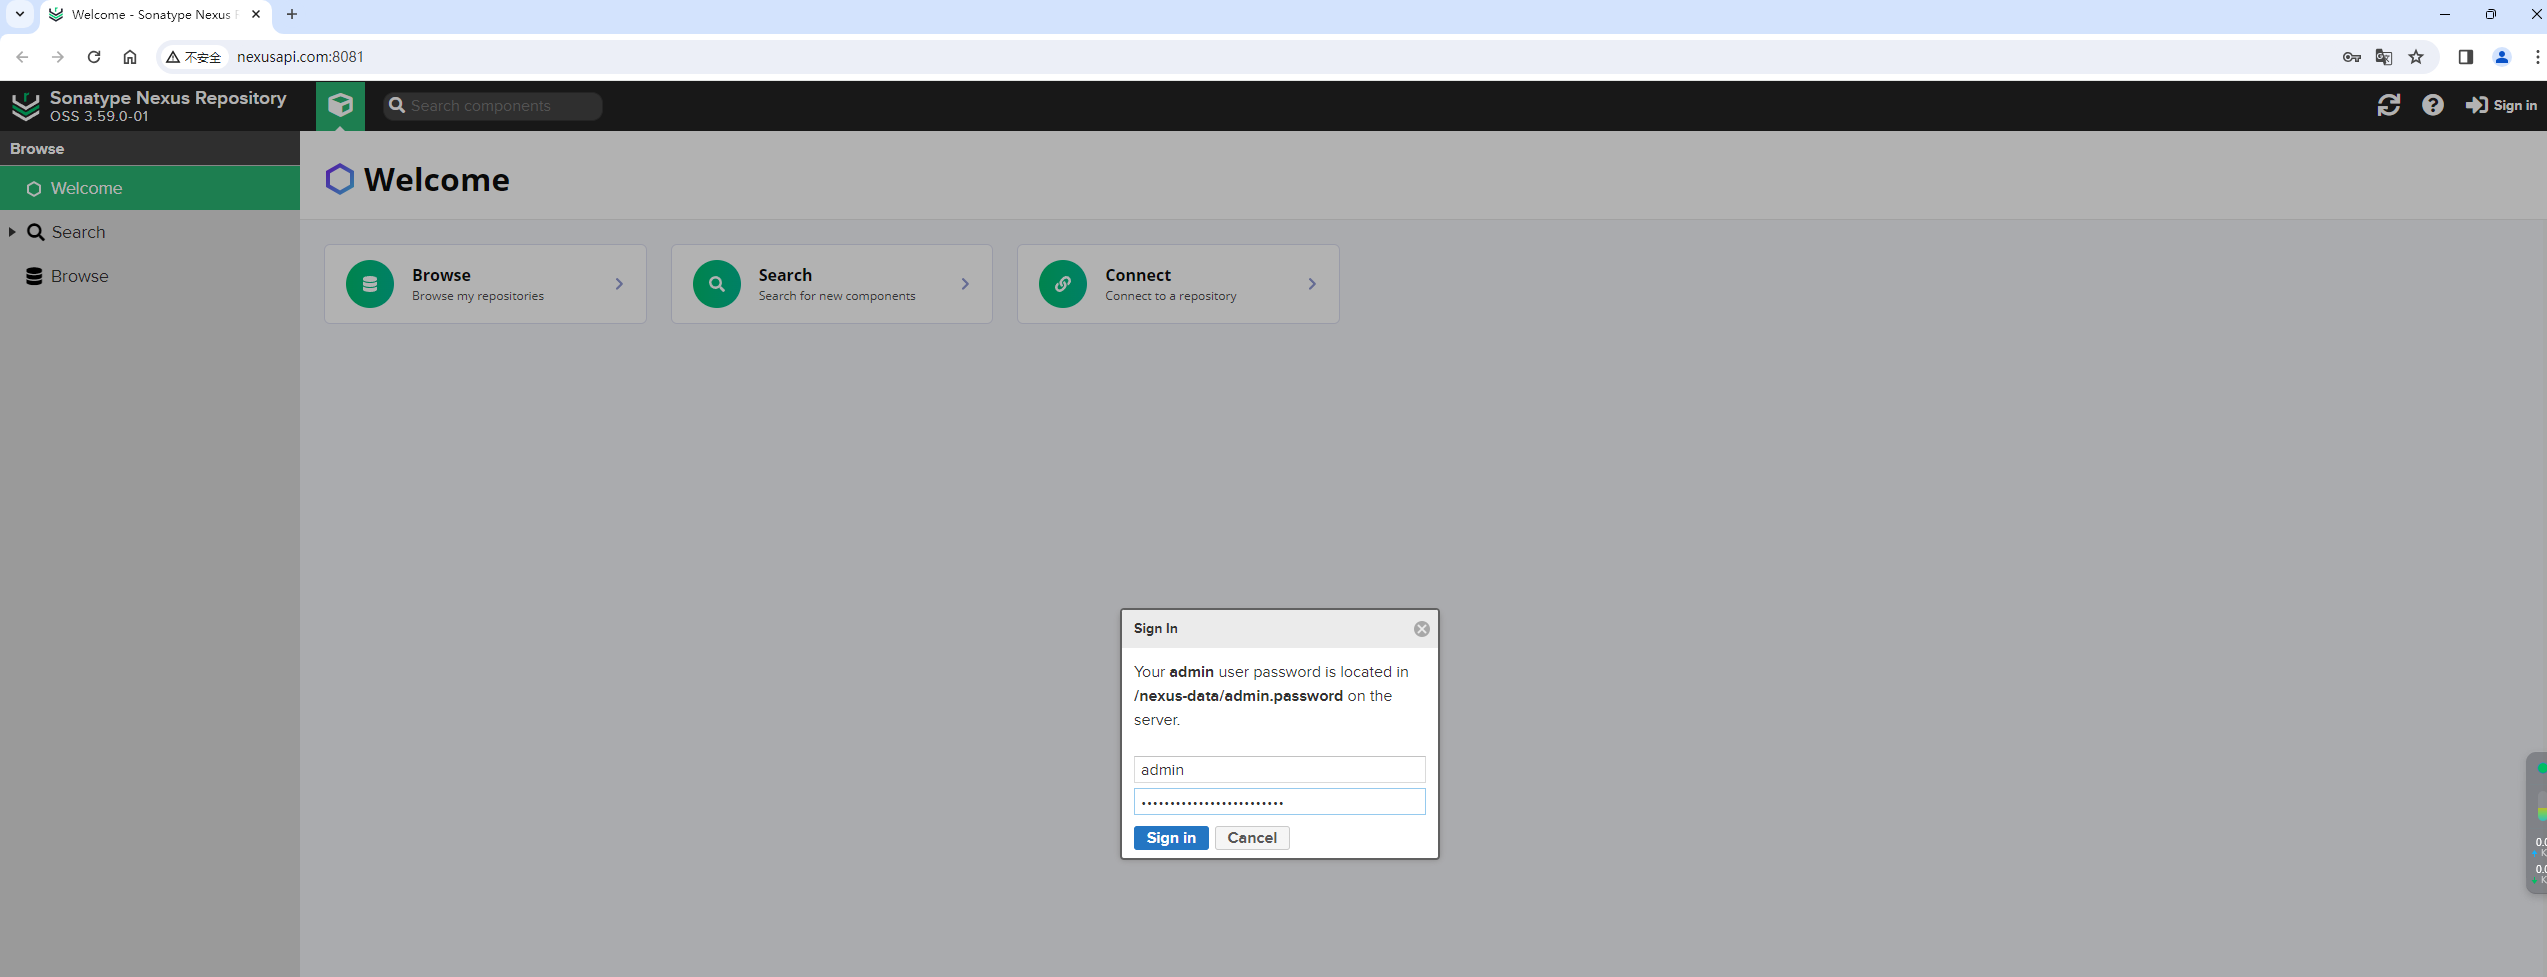 Welcome - Sonatype Nexus
不安全
nexusapi.com:8081
Sonatype Nexus Repository
OSS 3.59.0-01
Search components
Sign in
Browse
Welcome
Search
Browse
Welcome
Browse
Browse my repositories
Search
Search for new components
Connect
Connect to a repository
Sign In
Your admin user password is located in
/nexus-data/admin.password on the
server.
admin
Sign in
Cancel